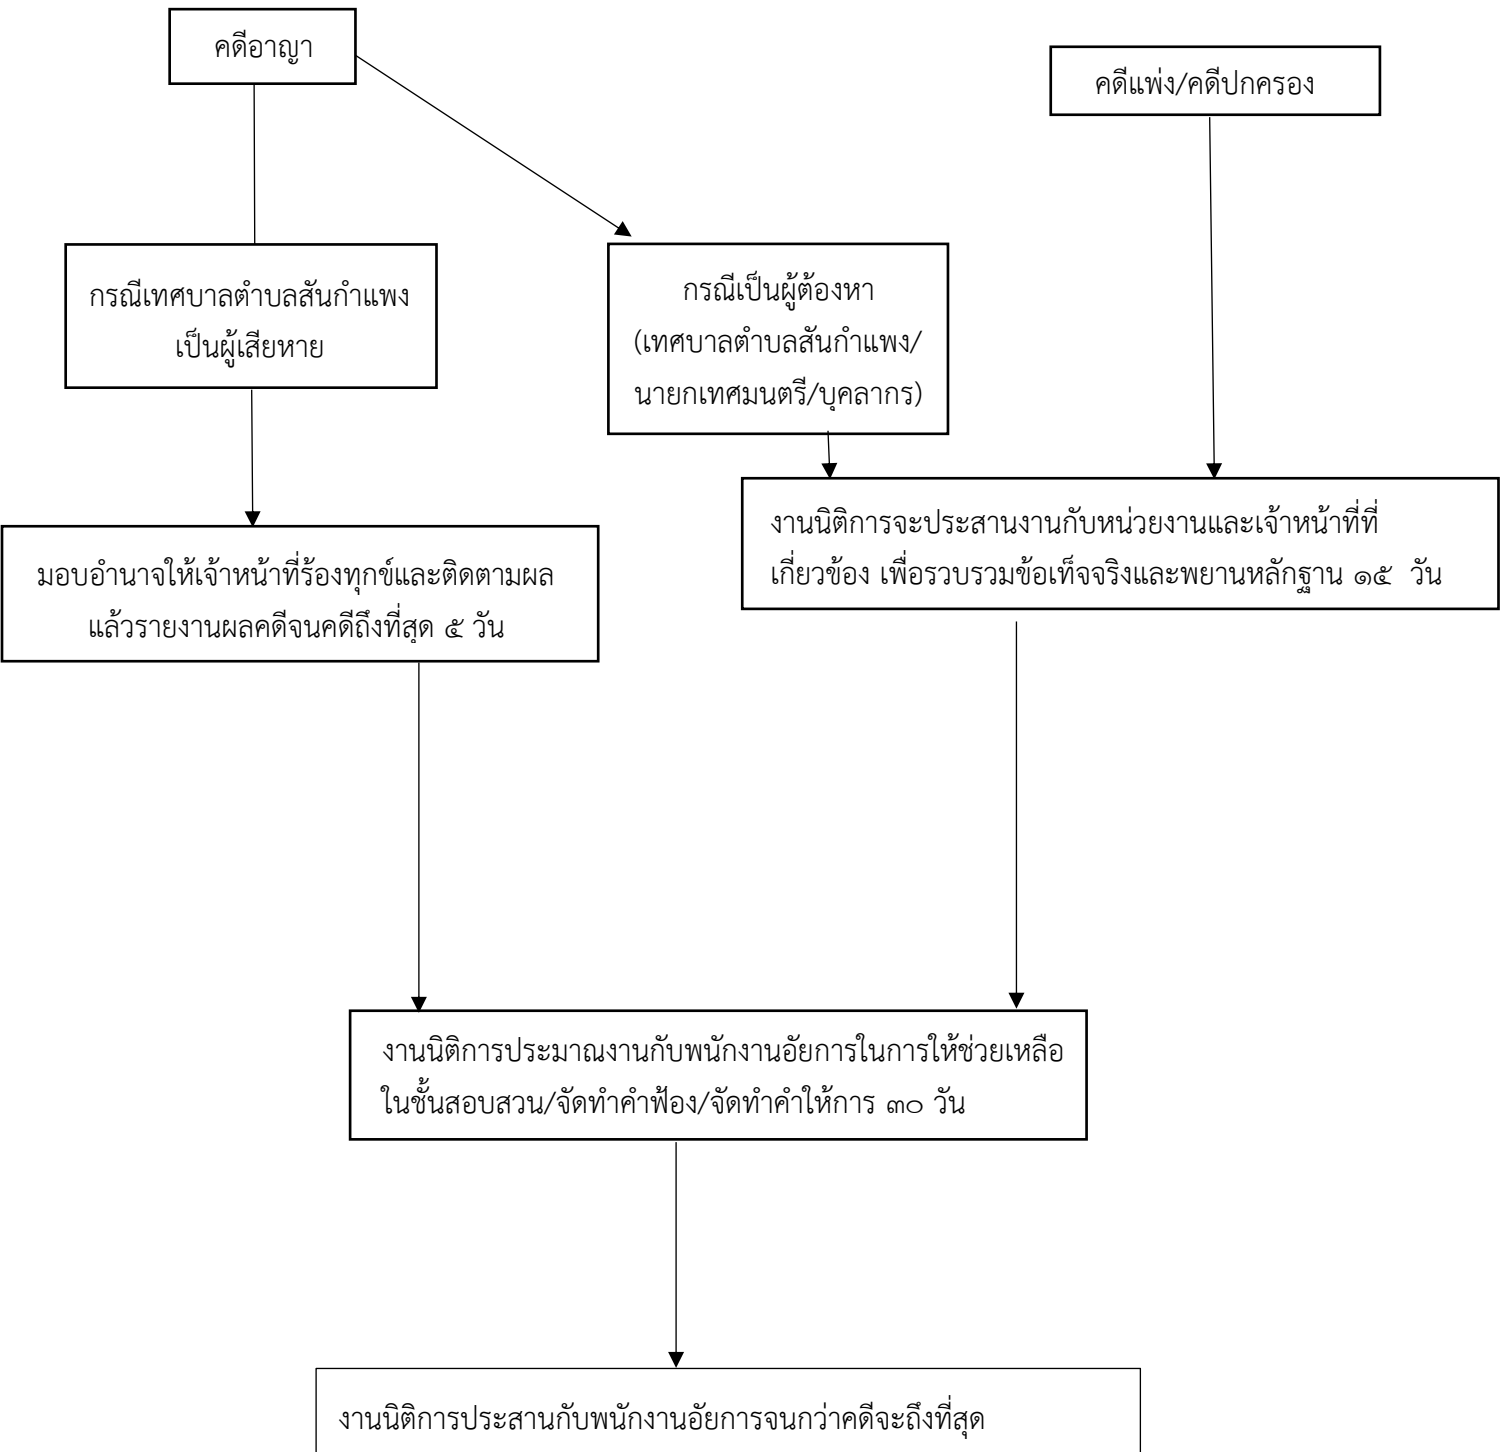 คดีอาญา
คดีแพ่ง/คดีปกครอง
กรณีเทศบาลตำบลสันกำแพง
เป็นผู้เสียหาย
กรณีเป็นผู้ต้องหา
(เทศบาลตำบลสันกำแพง/
นายกเทศมนตรี/บุคลากร)
งานนิติการจะประสานงานกับหน่วยงานและเจ้าหน้าที่ที่
เกี่ยวข้อง เพื่อรวบรวมข้อเท็จจริงและพยานหลักฐาน ๑๕ วัน
มอบอำนาจให้เจ้าหน้าที่ร้องทุกข์และติดตามผล
แล้วรายงานผลคดีจนคดีถึงที่สุด ๕ วัน
งานนิติการประมาณงานกับพนักงานอัยการในการให้ช่วยเหลือ
ในชั้นสอบสวน/จัดทำคำฟ้อง/จัดทำคำให้การ ๓๐ วัน
งานนิติการประสานกับพนักงานอัยการจนกว่าคดีจะถึงที่สุด